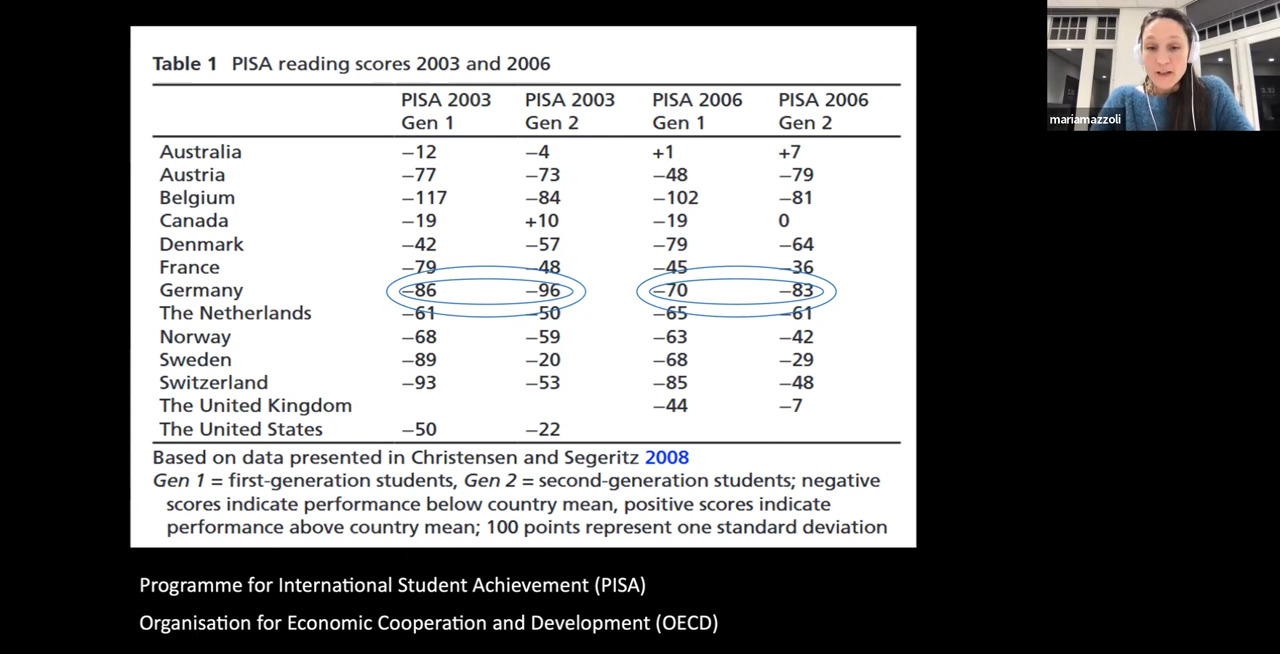 Table 1 PISA reading scores 2003 and 2006
PISA 2003 PISA 2003 PISA 2006 PISA 2006
Gen 1 Gen 2 Gen 1 Gen 2
Australia −12 −4 +1 +7
Austria −77 −73 −48 −79
Belgium −117 −84 −102 −81
Canada −19 +10 −19 0
Denmark −42 −57 −79 −64
France −79 −48 −45 −36
Germany −86 −96 −70 −83
The Netherlands −61 −50 −65 −61
Norway −68 −59 −63 −42
Sweden −89 −20 −68 −29
Switzerland −93 −53 −85 −48
The United Kingdom −44 −7
The United States −50 −22
Based on data presented in Christensen and Segeritz 2008
Gen 1 = first-generation students, Gen 2 = second-generation students; negative
scores indicate performance below country mean, positive scores indicate
performance above country mean; 100 points represent one standard deviation
Programme for International Student Achievement (PISA)
Organisation for Economic Cooperation and Development (OECD)
mariamazzoli